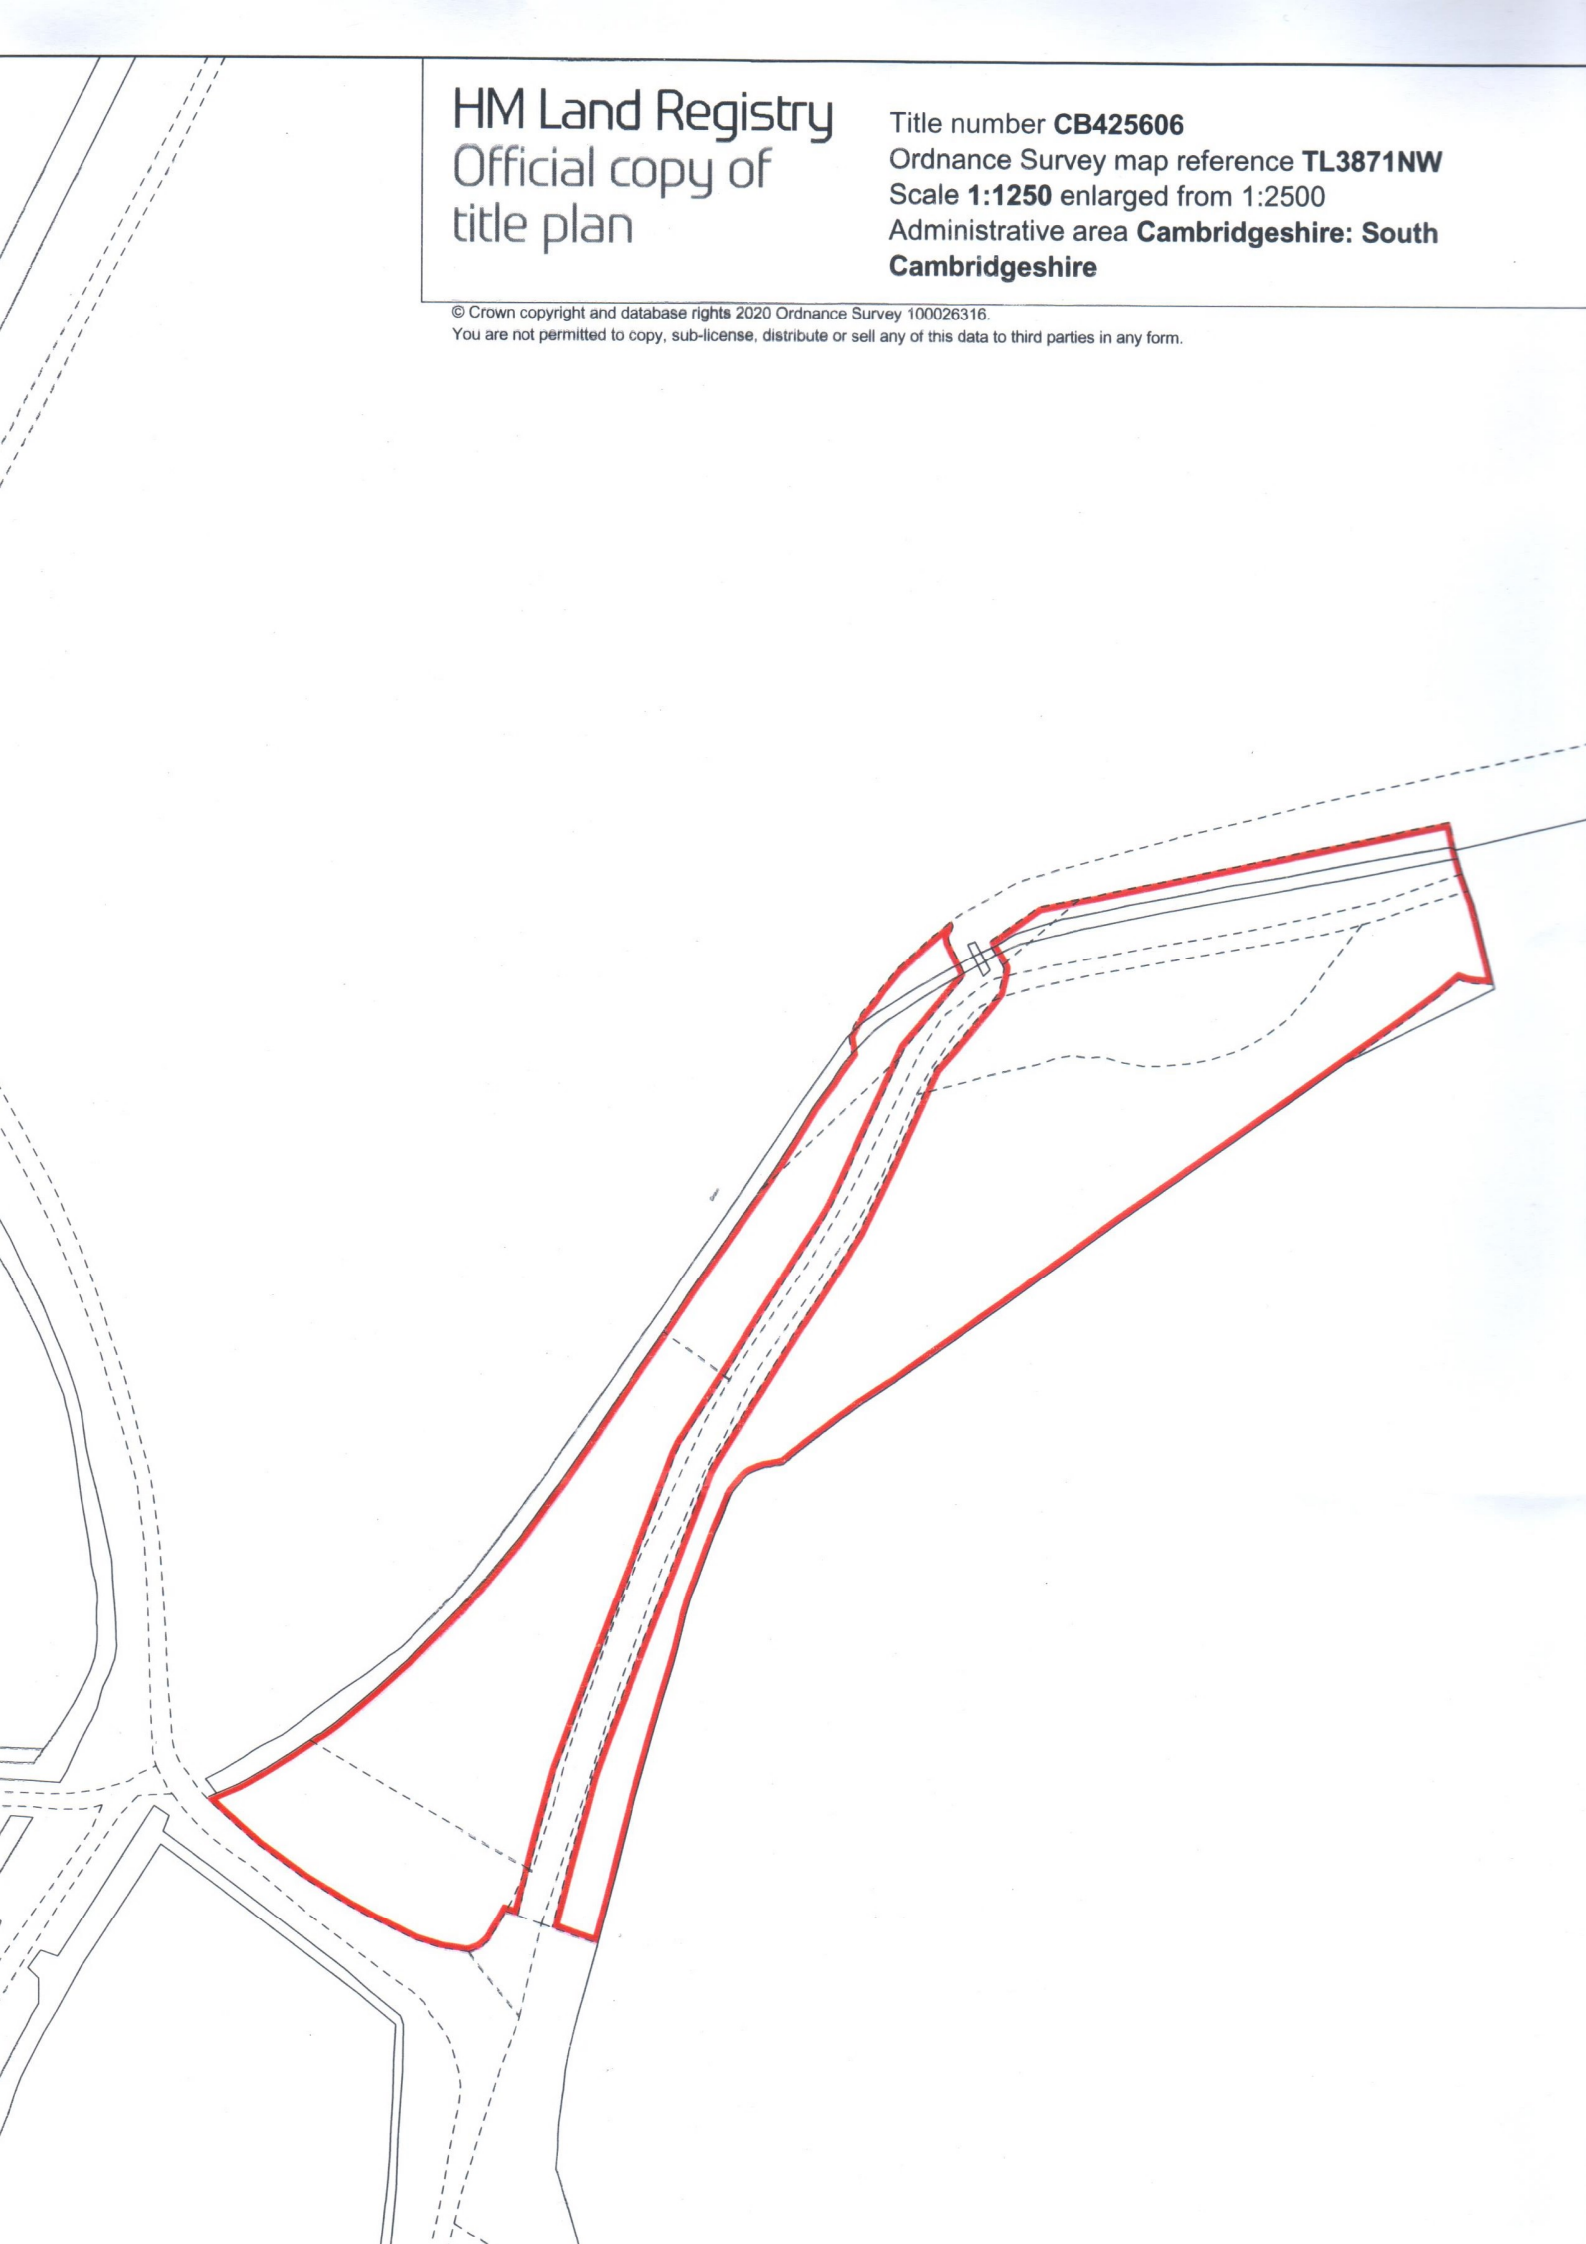 HM Land Registry
Official copy of
title plan
Title number CB425606
Ordnance Survey map reference TL3871NW
Scale 1:1250 enlarged from 1:2500
Administrative area Cambridgeshire: South
Cambridgeshire
© Crown copyright and database rights 2020 Ordnance Survey 100026316.
You are not permitted to copy, sub-license, distribute or sell any of this data to third parties in any form.